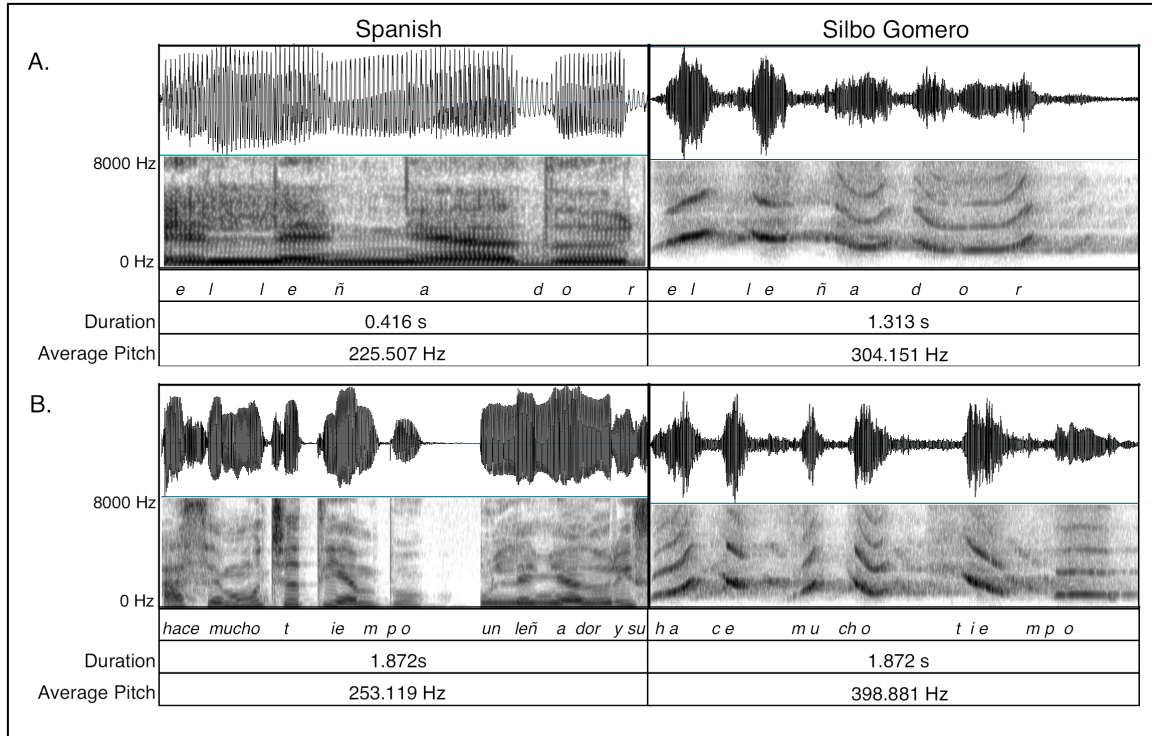 Spanish Silbo Gomero
A.
8000 Hz
0 Hz
e l l e ñ a d o r e l l e ñ a d o r
Duration 0.416 s 1.313 s
Average Pitch 225.507 Hz 304.151 Hz
B.
8000 Hz
0 Hz
hace mucho t ie m p o un leñ a dor y su h a c e m u ch o t i e m p o
Duration 1.872s 1.872 s
Average Pitch 253.119 Hz 398.881 Hz